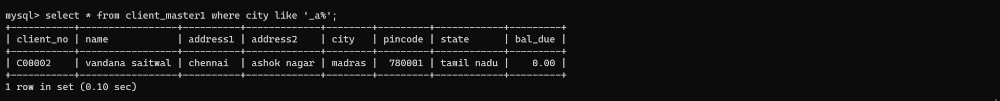 mysql> select * from client_master1 where city like '_a%';
+-----------+-----------------+----------+-------------+--------+---------+------------+---------+
| client_no | name            | address1 | address2    | city   | pincode | state      | bal_due |
+-----------+-----------------+----------+-------------+--------+---------+------------+---------+
| C00002    | vandana saitwal | chennai  | ashok nagar | madras |  780001 | tamil nadu |    0.00 |
+-----------+-----------------+----------+-------------+--------+---------+------------+---------+
1 row in set (0.10 sec)